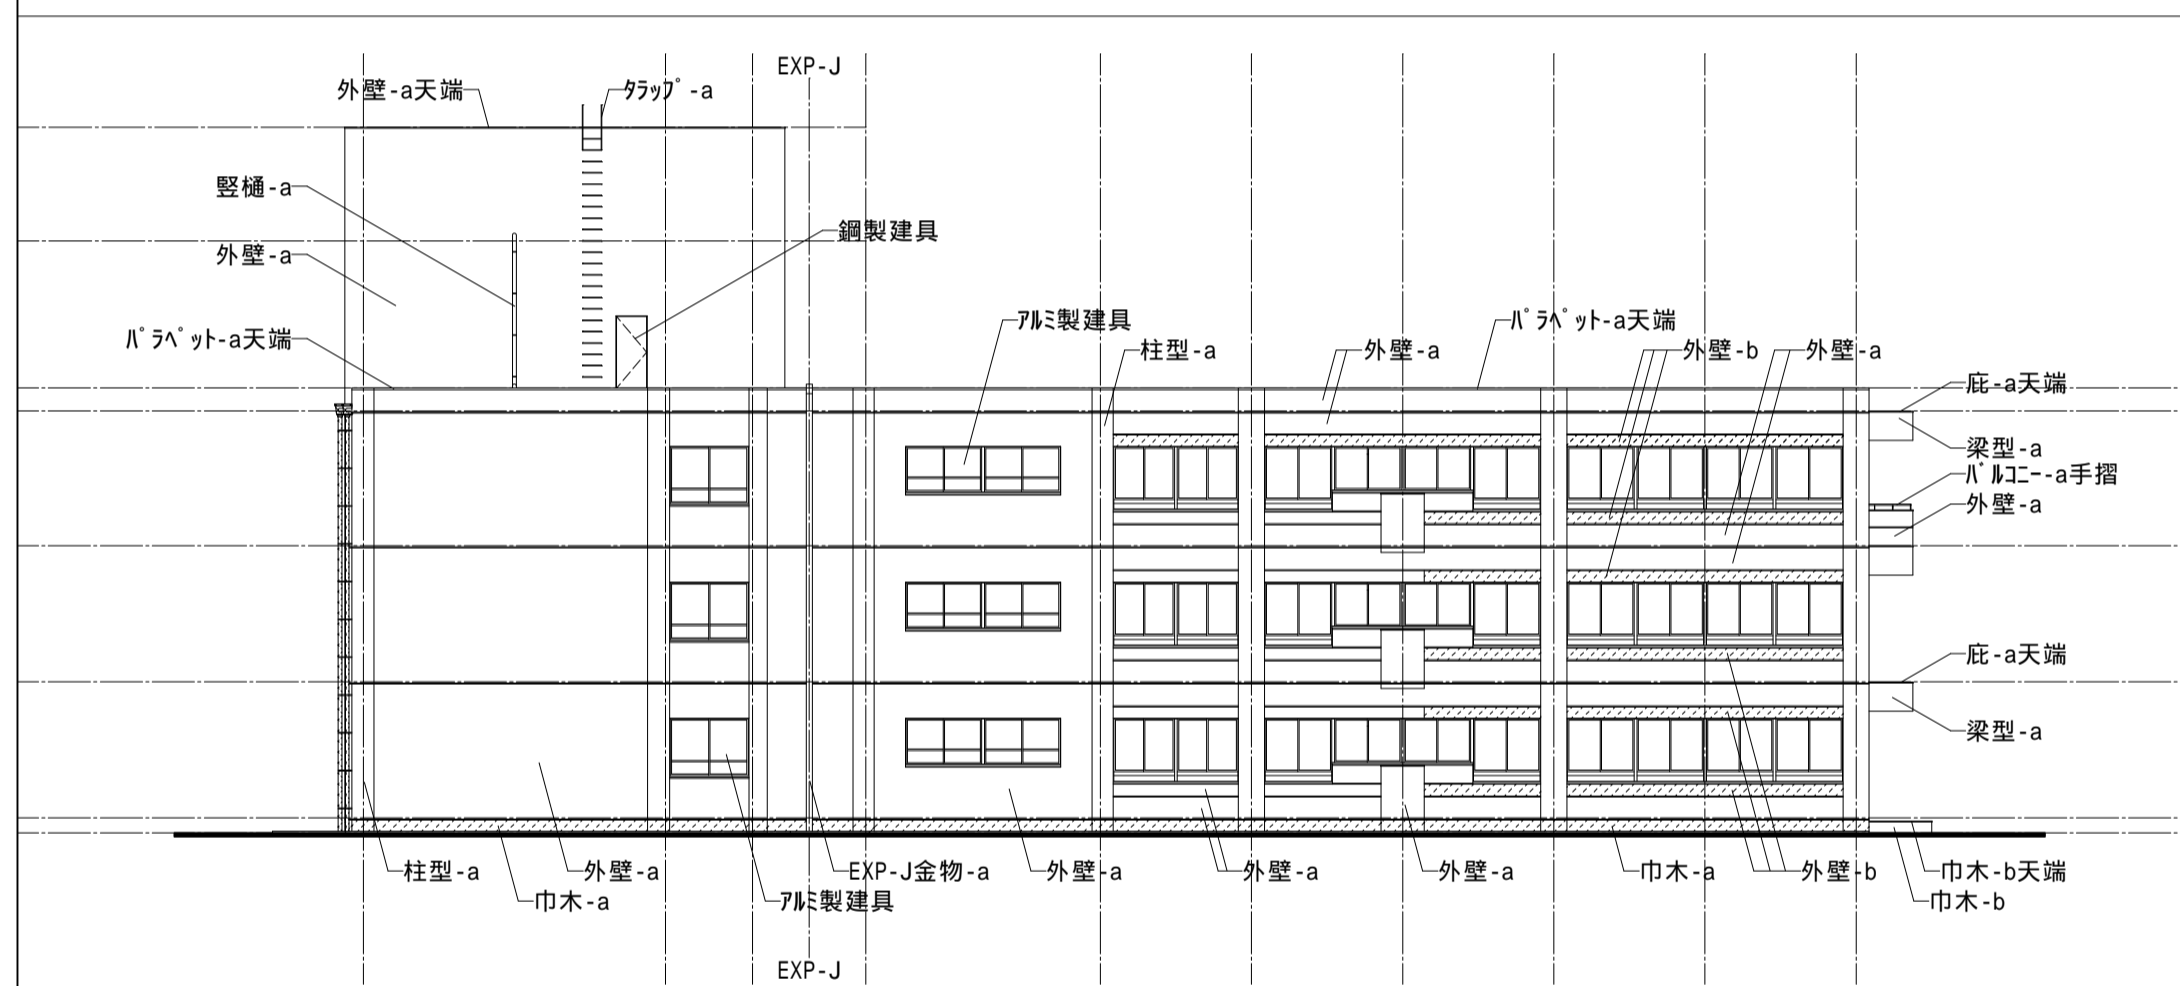 EXP-J
外壁-a天端
ﾀﾗｯﾌﾟ-a
竪樋-a
鋼製建具
外壁-a
ﾊﾟﾗﾍﾟｯﾄ-a天端
ｱﾙﾐ製建具
柱型-a
外壁-a
ﾊﾟﾗﾍﾟｯﾄ-a天端
外壁-b
外壁-a
庇-a天端
梁型-a
ﾊﾞﾙｺﾆｰ-a手摺
外壁-a
庇-a天端
梁型-a
柱型-a
外壁-a
EXP-J金物-a
外壁-a
外壁-a
外壁-a
巾木-a
外壁-b
巾木-b天端
巾木-a
ｱﾙﾐ製建具
巾木-b
EXP-J